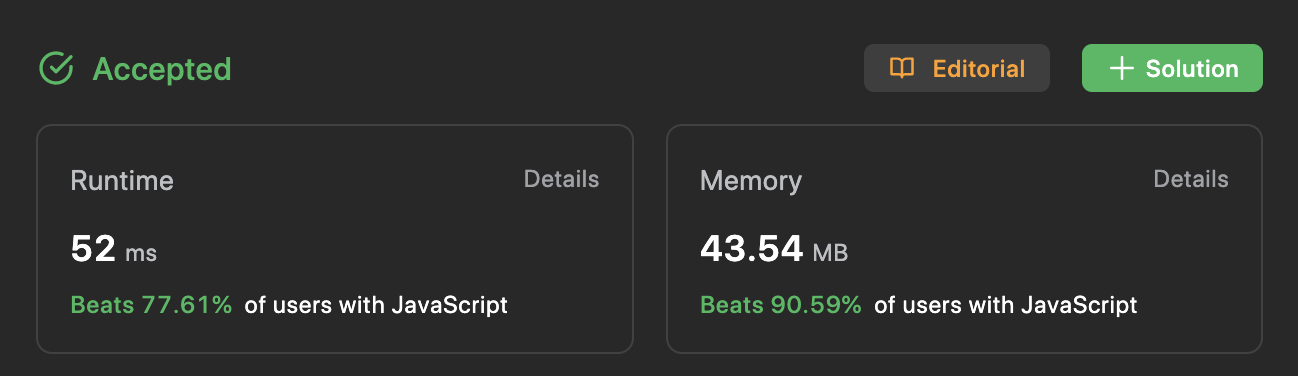 Accepted
Editorial
Solution
Runtime
Details
52 ms
Beats 77.61% of users with JavaScript
Memory
Details
43.54 MB
Beats 90.59% of users with JavaScript